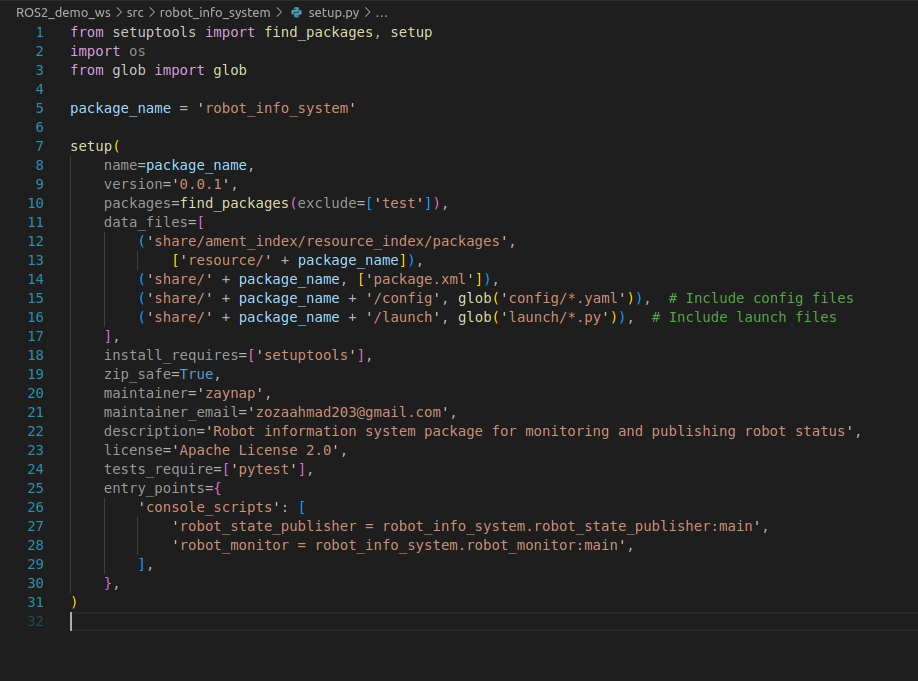 ROS2_demo_ws > src > robot_info_system > setup.py > ...
1 from setuptools import find_packages, setup
2 import os
3 from glob import glob
4
5 package_name = 'robot_info_system'
6
7 setup(
8     name=package_name,
9     version='0.0.1',
10     packages=find_packages(exclude=['test']),
11     data_files=[
12         ('share/ament_index/resource_index/packages',
13             ['resource/' + package_name]),
14         ('share/' + package_name, ['package.xml']),
15         ('share/' + package_name + '/config', glob('config/*.yaml')),  # Include config files
16         ('share/' + package_name + '/launch', glob('launch/*.py')),  # Include launch files
17     ],
18     install_requires=['setuptools'],
19     zip_safe=True,
20     maintainer='zaynap',
21     maintainer_email='zozaahmad203@gmail.com',
22     description='Robot information system package for monitoring and publishing robot status',
23     license='Apache License 2.0',
24     tests_require=['pytest'],
25     entry_points={
26         'console_scripts': [
27             'robot_state_publisher = robot_info_system.robot_state_publisher:main',
28             'robot_monitor = robot_info_system.robot_monitor:main',
29         ],
30     },
31 )
32